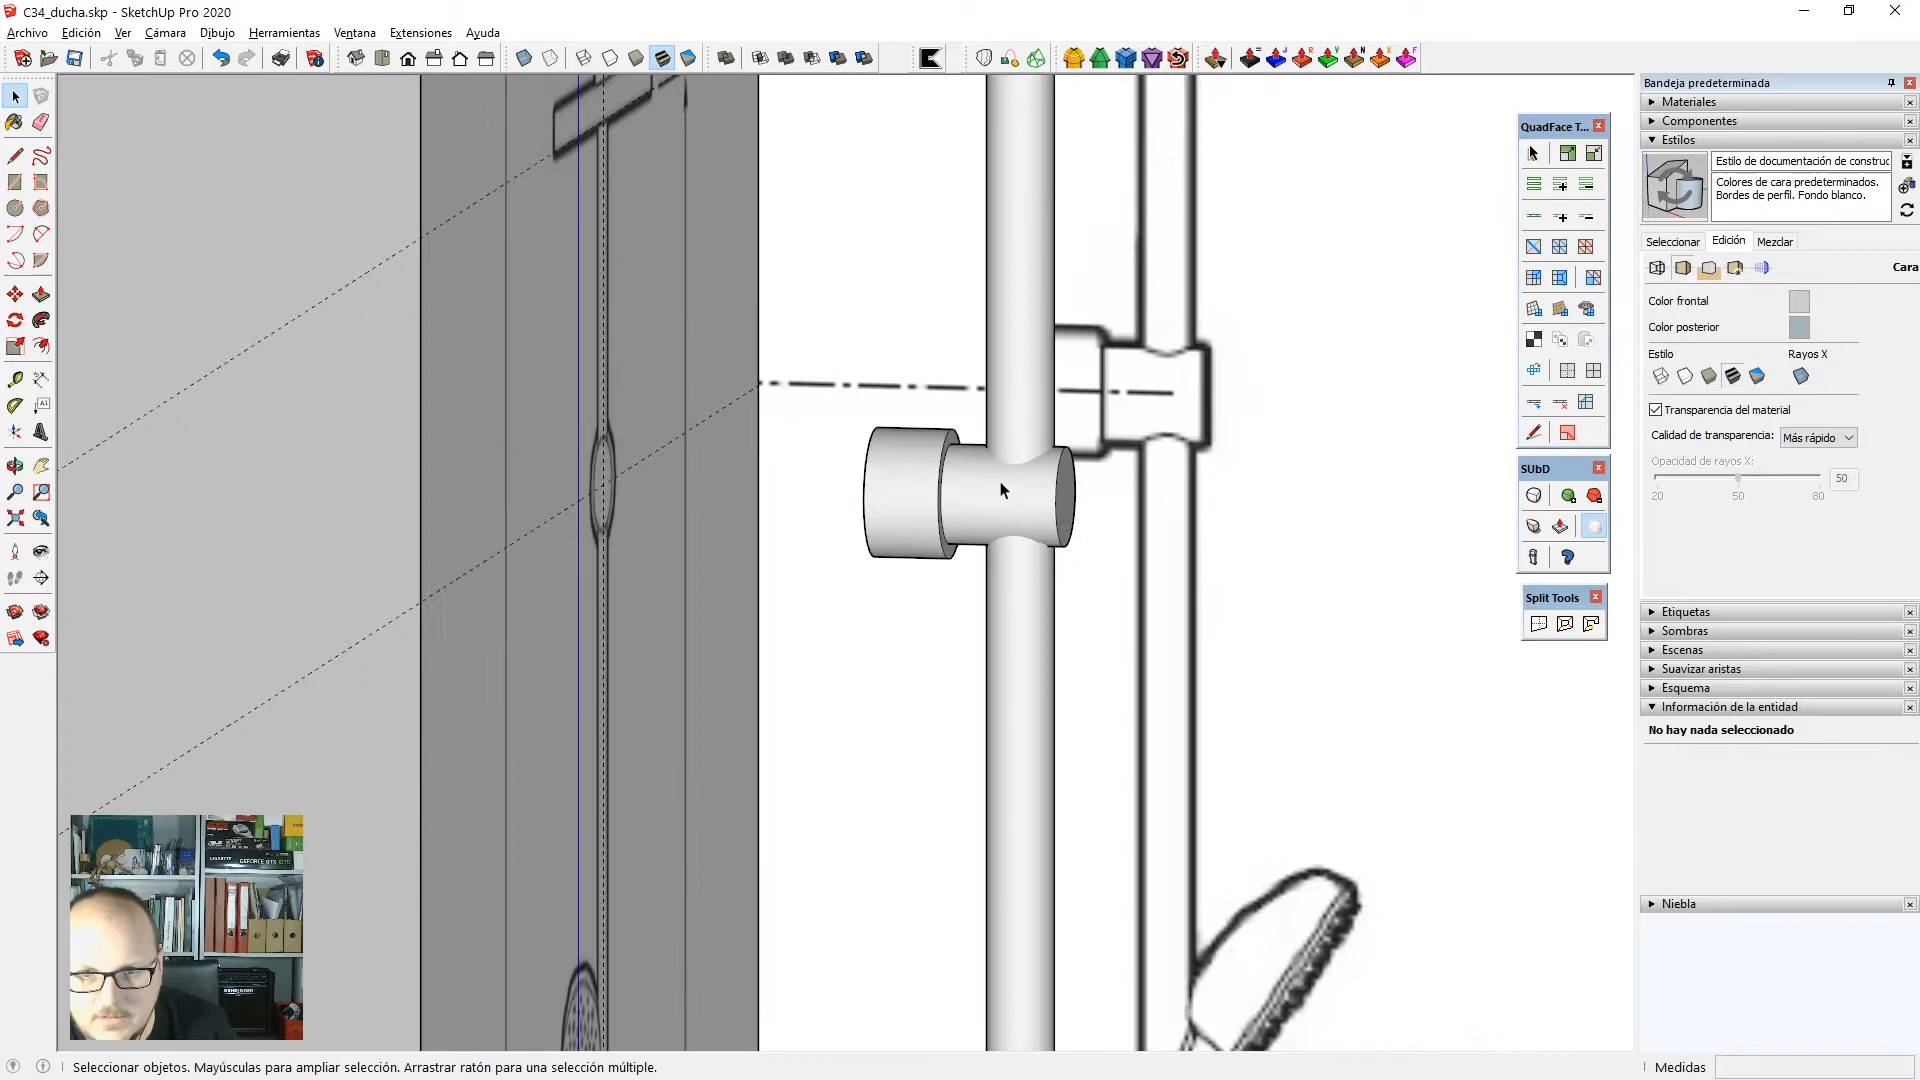 C34_ducha.skp - SketchUp Pro 2020
Archivo Edición Ver Cámara Dibujo Herramientas Ventana Extensiones Ayuda
Bandeja predeterminada
Materiales
Componentes
Estilos
Estilo de documentación de construc
Colores de cara predeterminados.
Bordes de perfil. Fondo blanco.
Seleccionar Edición Mezclar
Cara
Color frontal
Color posterior
Estilo Rayos X
Transparencia del material
Calidad de transparencia: Más rápido
Opacidad de rayos X: 50
20 50 80
Etiquetas
Sombras
Escenas
Suavizar aristas
Esquema
Información de la entidad
No hay nada seleccionado
Niebla
QuadFace T...
SUbD
Split Tools
Seleccionar objetos. Mayúsculas para ampliar selección. Arrastrar ratón para una selección múltiple.
Medidas